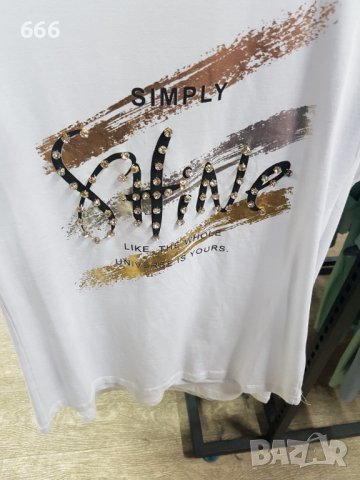 666
SIMPLY
Shine
LIKE THE WHOLE
UNIVERSE IS YOURS.
BAZAR